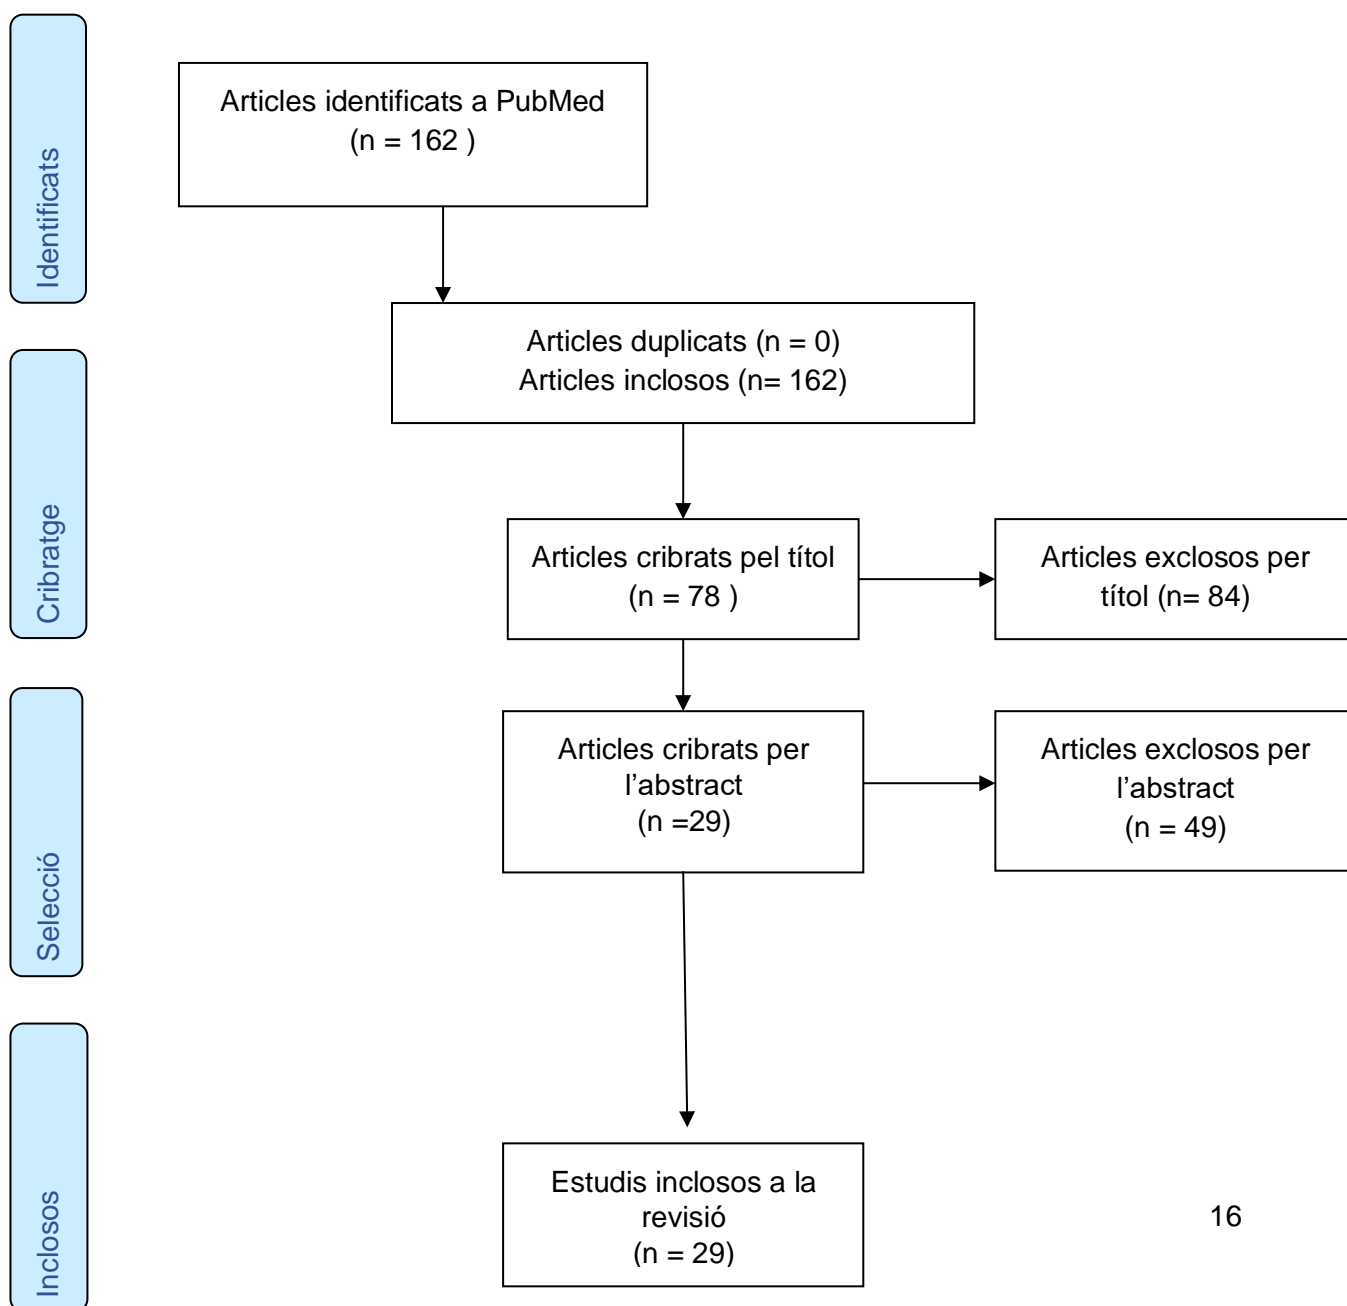 Identificats
Articles identificats a PubMed
(n = 162 )
Articles duplicats (n = 0)
Articles inclosos (n= 162)
Cribratge
Articles cribrats pel títol
(n = 78 )
Articles exclosos per
títol (n= 84)
Selecció
Articles cribrats per
l’abstract
(n =29)
Articles exclosos per
l’abstract
(n = 49)
Inclosos
Estudis inclosos a la
revisió
(n = 29)
16